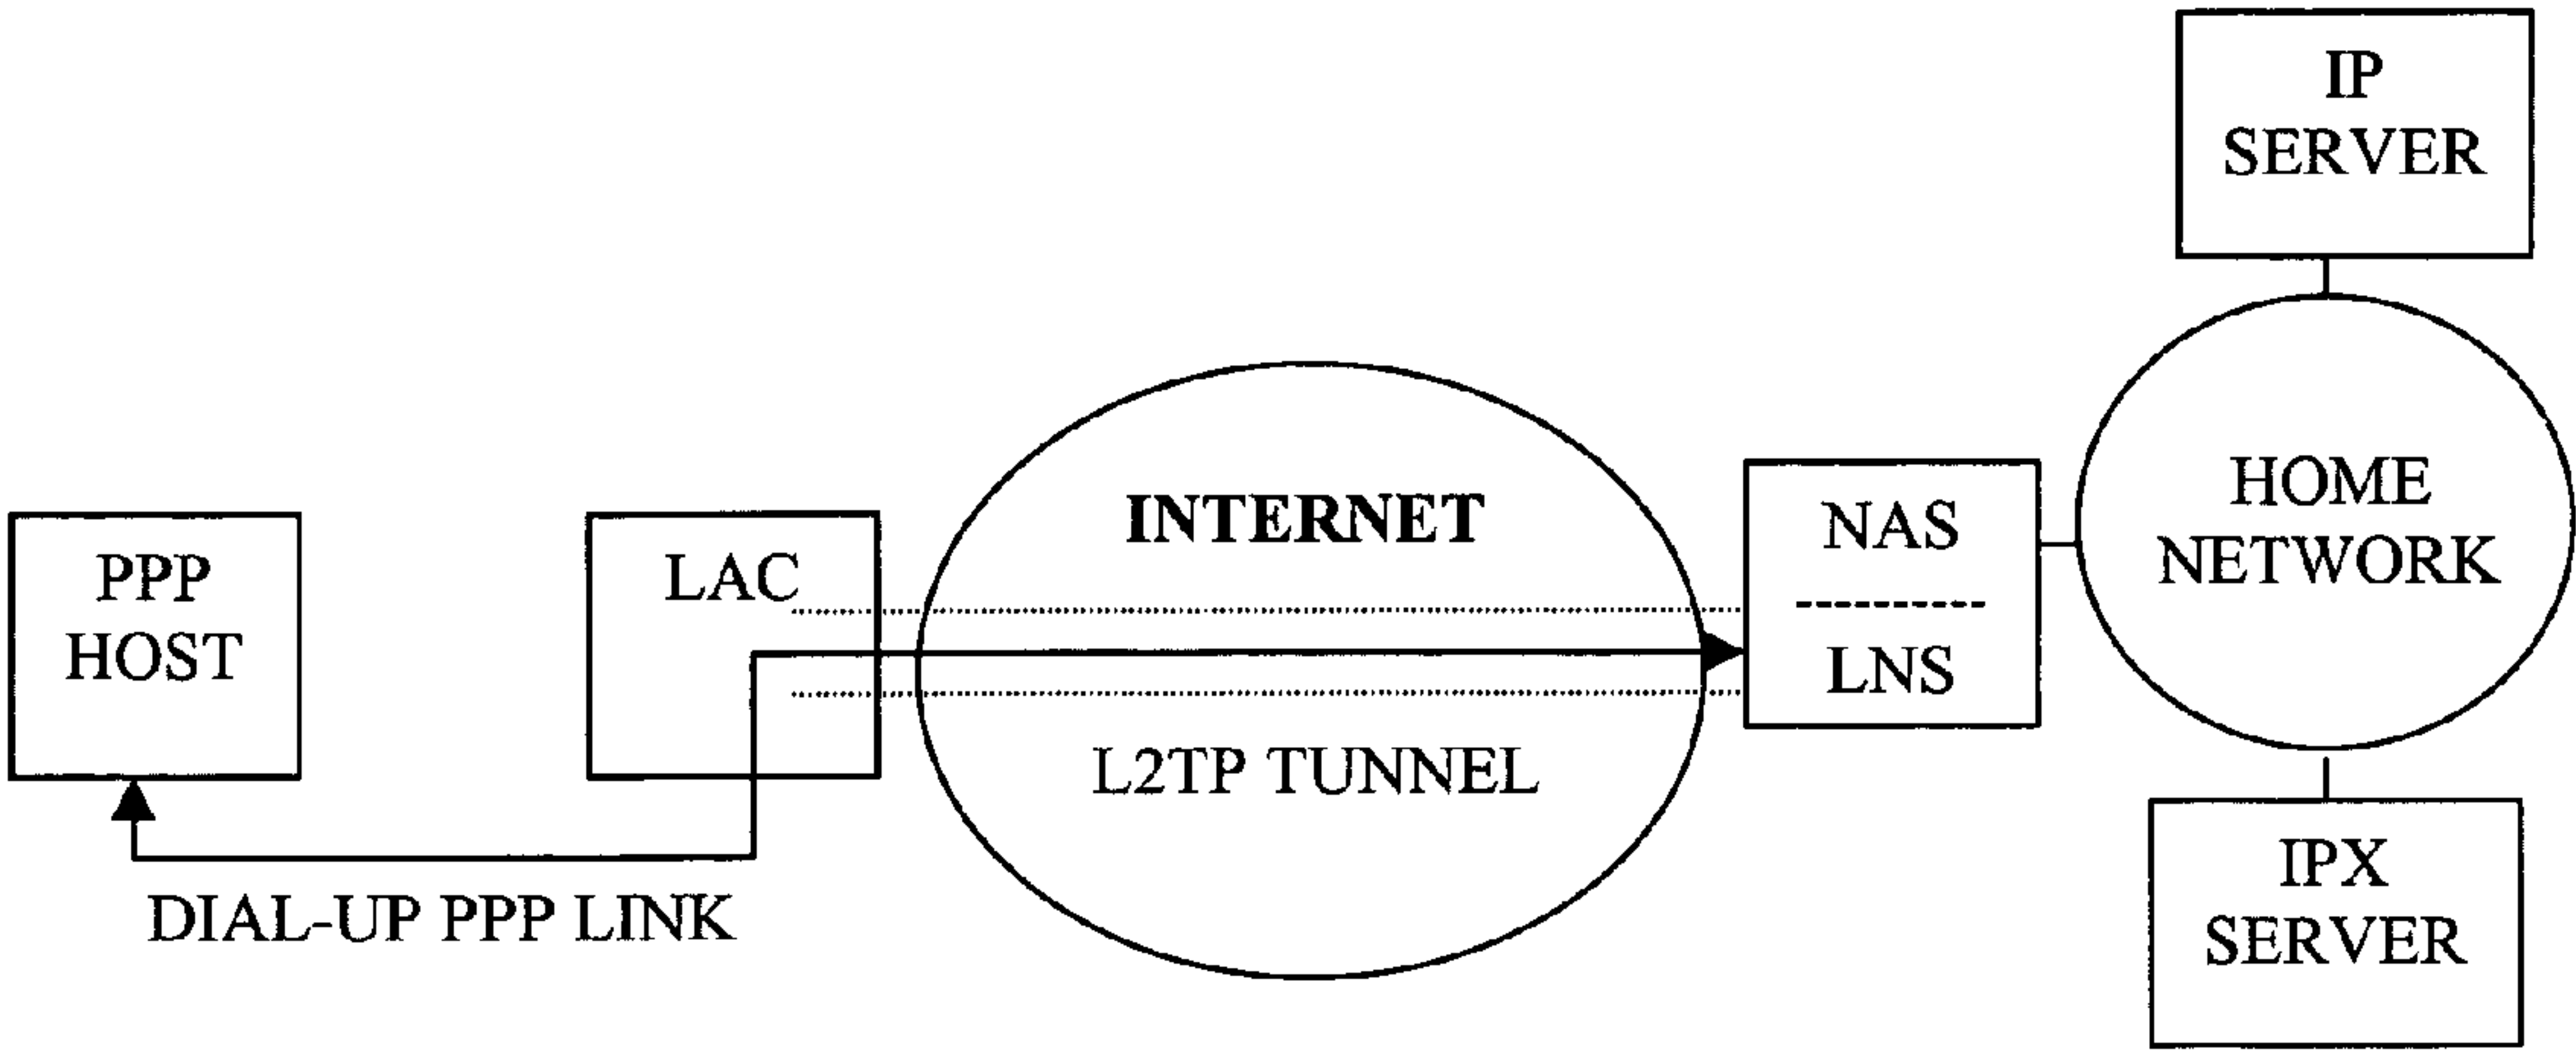 IP
SERVER
INTERNET
HOME
NETWORK
PPP
HOST
LAC
NAS
LNS
L2TP TUNNEL
DIAL-UP PPP LINK
IPX
SERVER